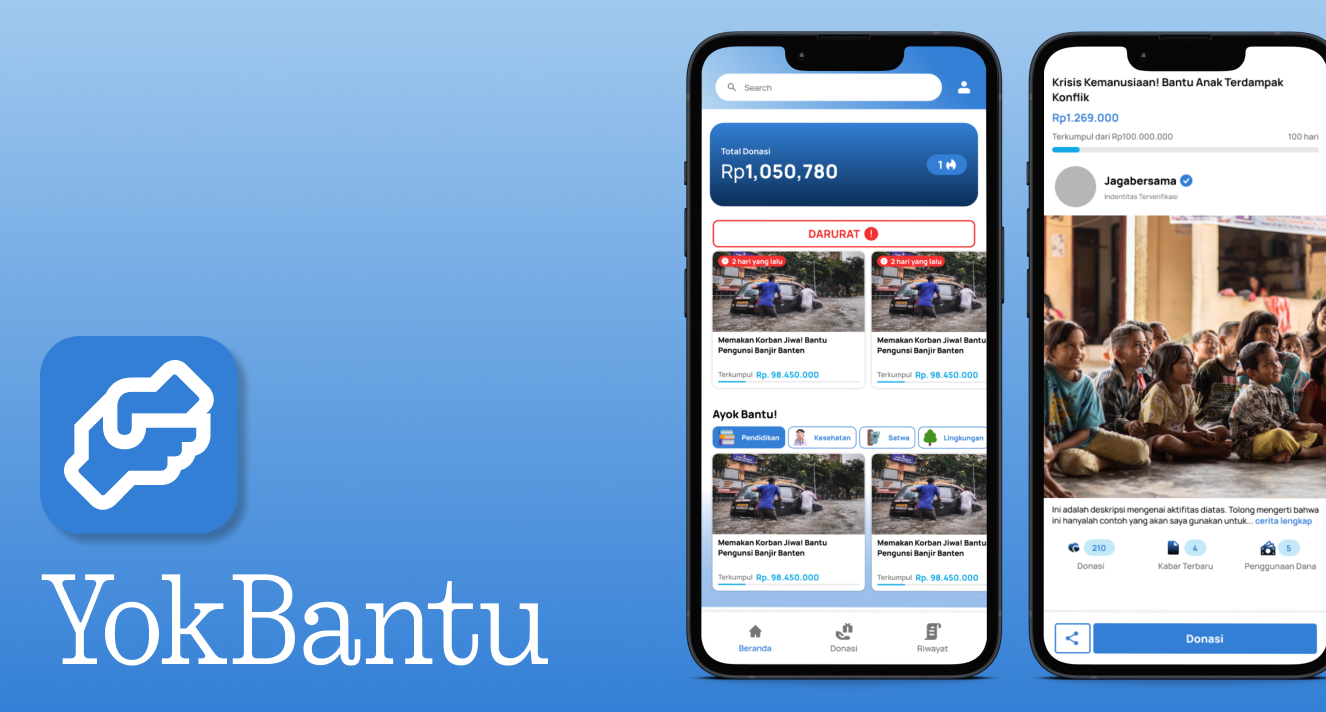 YokBantu
Search
Total Donasi
Rp1,050,780
1
DARURAT
2 hari yang lalu
2 hari yang lalu
Memakan Korban Jiwa! Bantu
Pengunsi Banjir Banten
Terkumpul Rp. 98.450.000
Memakan Korban Jiwa! Bantu
Pengunsi Banjir Banten
Terkumpul Rp. 98.450.000
Ayok Bantu!
Pendidikan
Kesehatan
Satwa
Lingkungan
Memakan Korban Jiwa! Bantu
Pengunsi Banjir Banten
Terkumpul Rp. 98.450.000
Memakan Korban Jiwa! Bantu
Pengunsi Banjir Banten
Terkumpul Rp. 98.450.000
Beranda
Donasi
Riwayat
Krisis Kemanusiaan! Bantu Anak Terdampak
Konflik
Rp1.269.000
Terkumpul dari Rp100.000.000
100 hari
Jagabersama
Indentitas Terverifikasi
Ini adalah deskripsi mengenai aktifitas diatas. Tolong mengerti bahwa
ini hanyalah contoh yang akan saya gunakan untuk... cerita lengkap
210
Donasi
4
Kabar Terbaru
5
Penggunaan Dana
Donasi